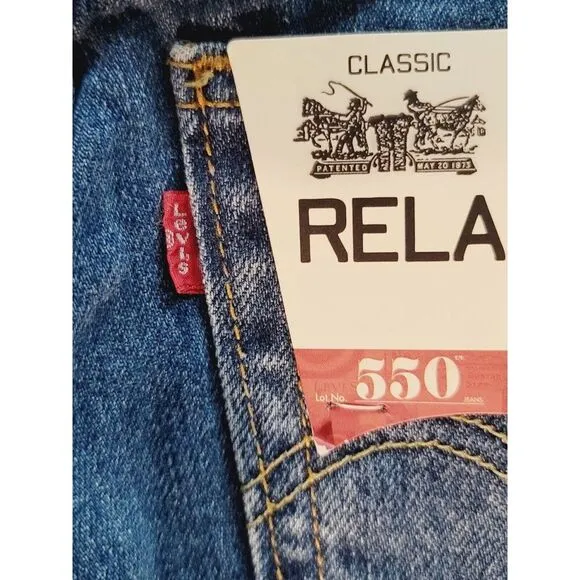 CLASSIC
PATENTED MAY 20 1873
RELA
Levi's
550
Lot. No.
JEANS